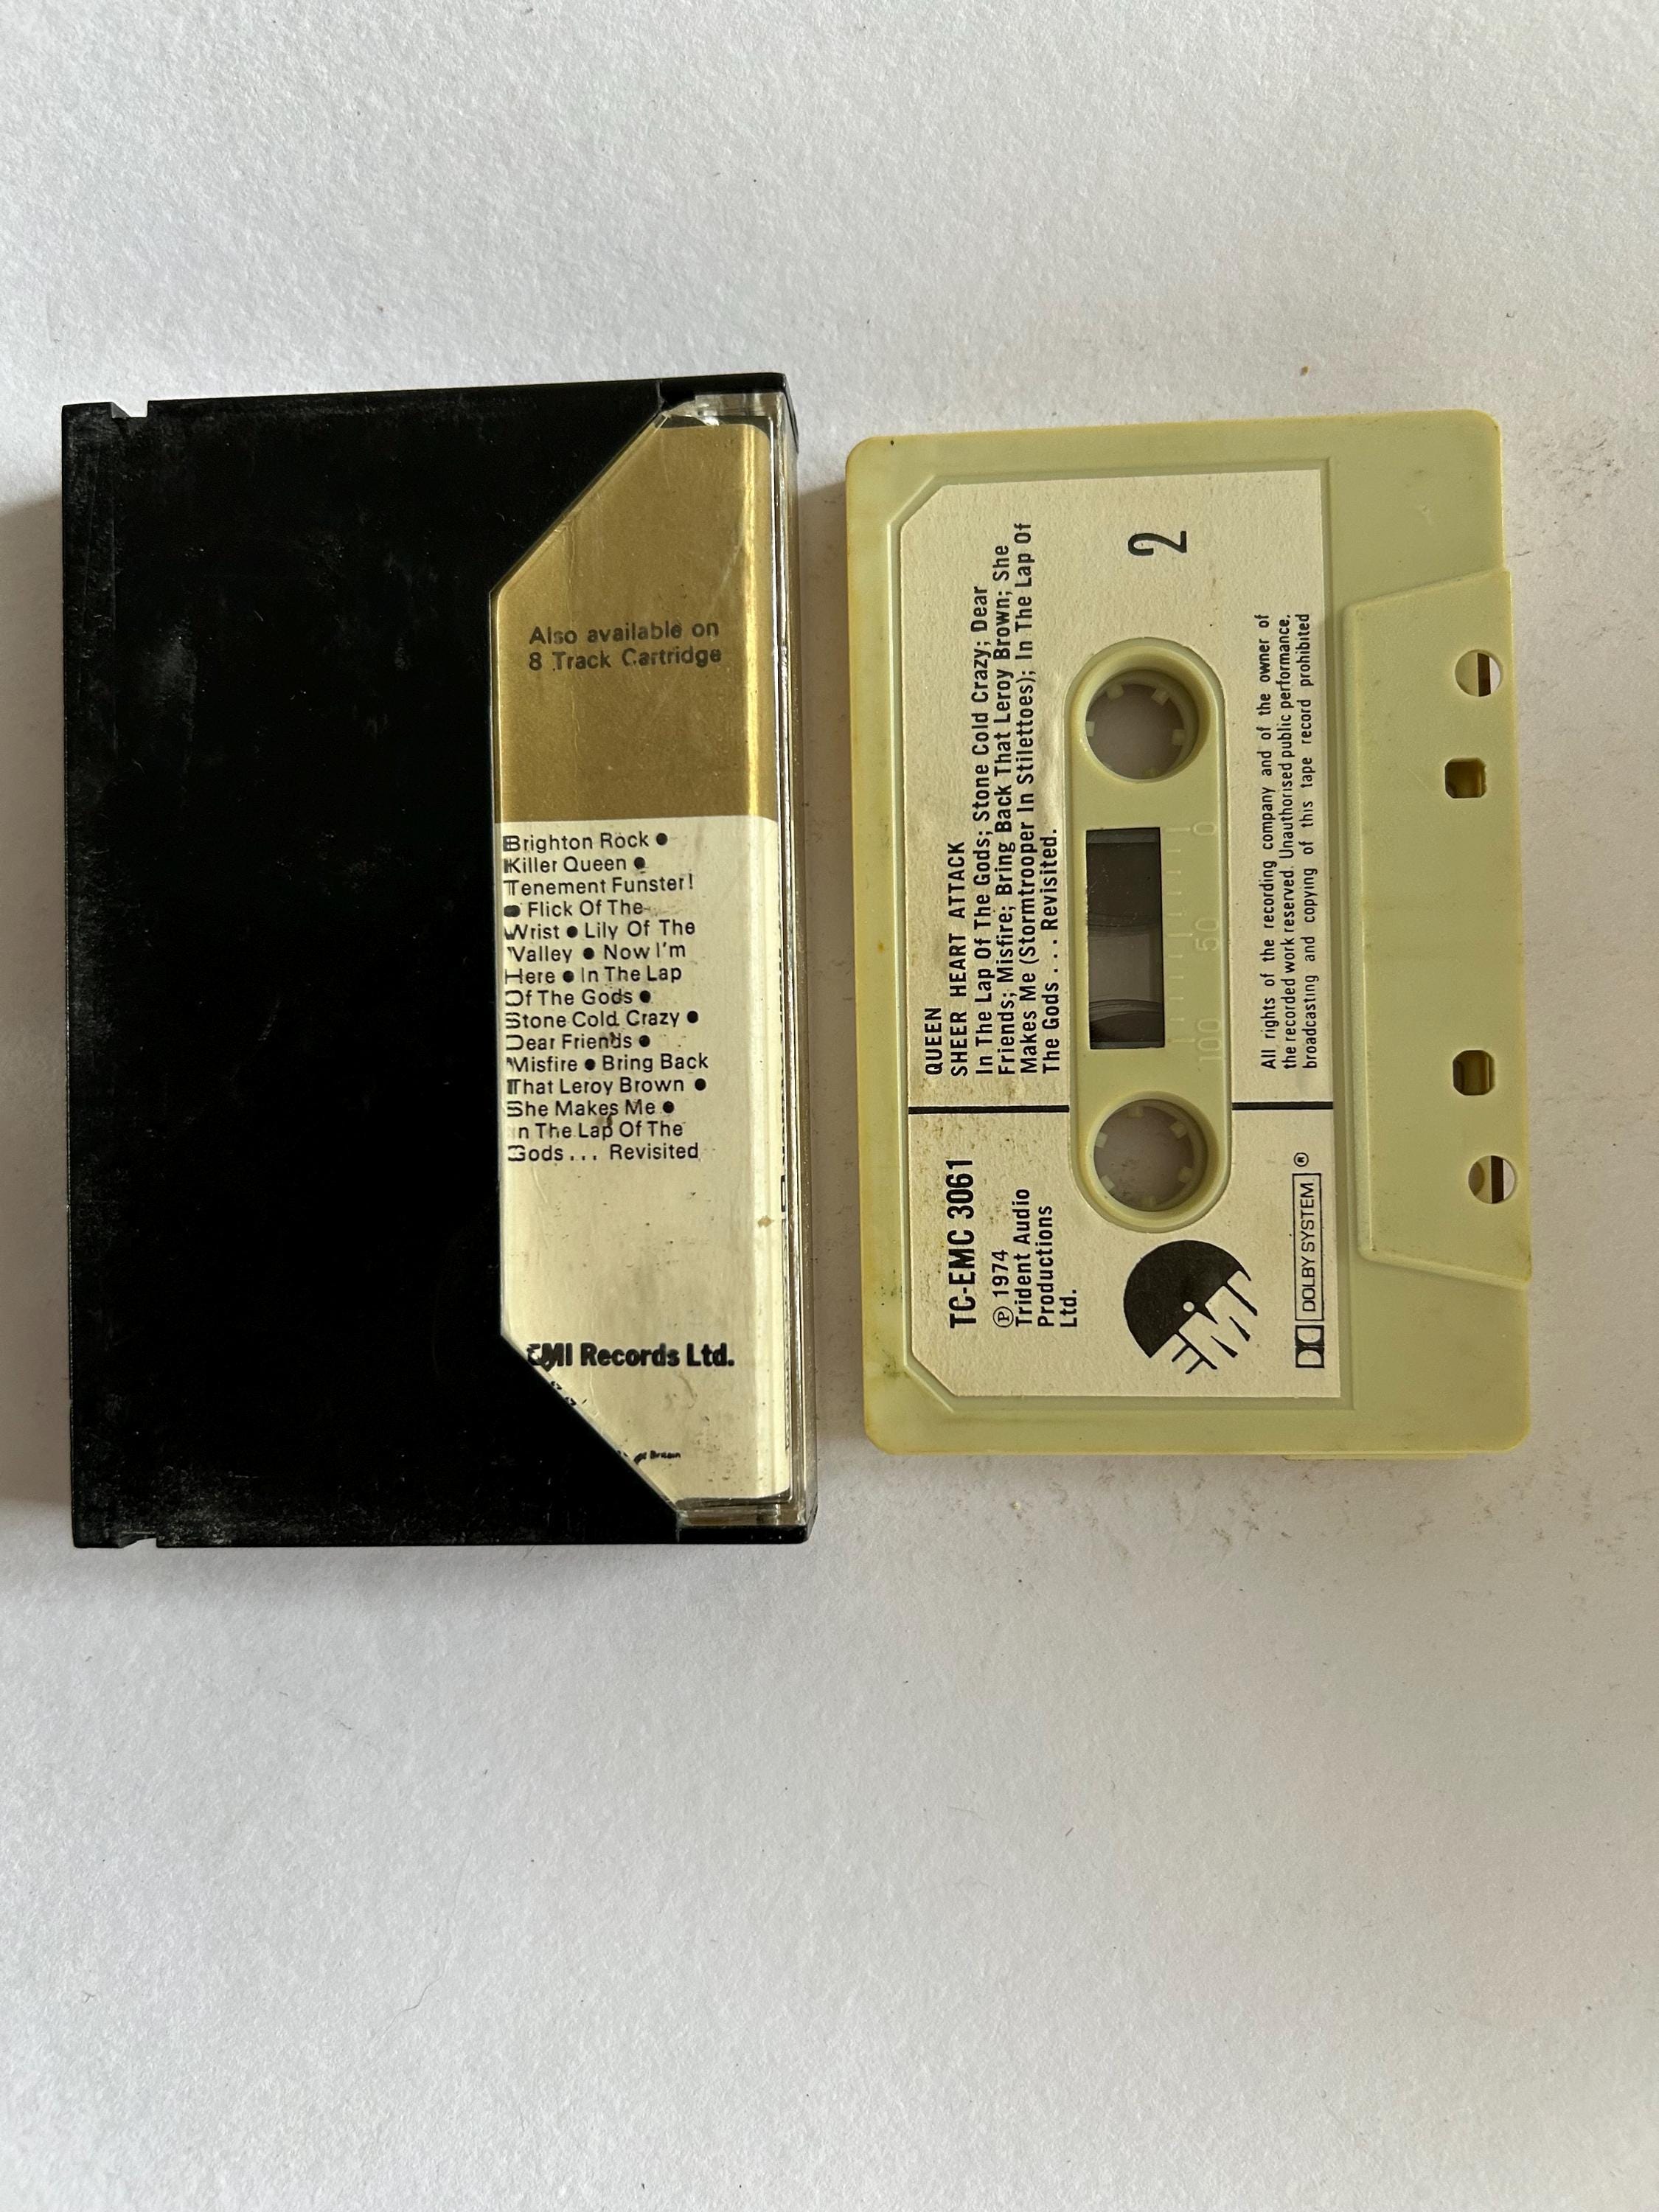 Also available on
8 Track Cartridge
Brighton Rock ●
Killer Queen ●
Tenement Funster!
● Flick Of The
Wrist ● Lily Of The
Valley ● Now I'm
Here ● In The Lap
Of The Gods ●
Stone Cold Crazy ●
Dear Friends ●
Misfire ● Bring Back
That Leroy Brown ●
She Makes Me ●
In The Lap Of The
Gods... Revisited
EMI Records Ltd.
Britain
QUEEN
SHEER HEART ATTACK
In The Lap Of The Gods; Stone Cold Crazy; Dear
Friends; Misfire; Bring Back That Leroy Brown; She
Makes Me (Stormtrooper In Stilettoes); In The Lap Of
The Gods . . . Revisited.
2
100 50 0
All rights of the recording company and of the owner of
the recorded work reserved. Unauthorised public performance,
broadcasting and copying of this tape record prohibited
TC-EMC 3061
℗ 1974
Trident Audio
Productions
Ltd.
EMI
DOLBY SYSTEM ®